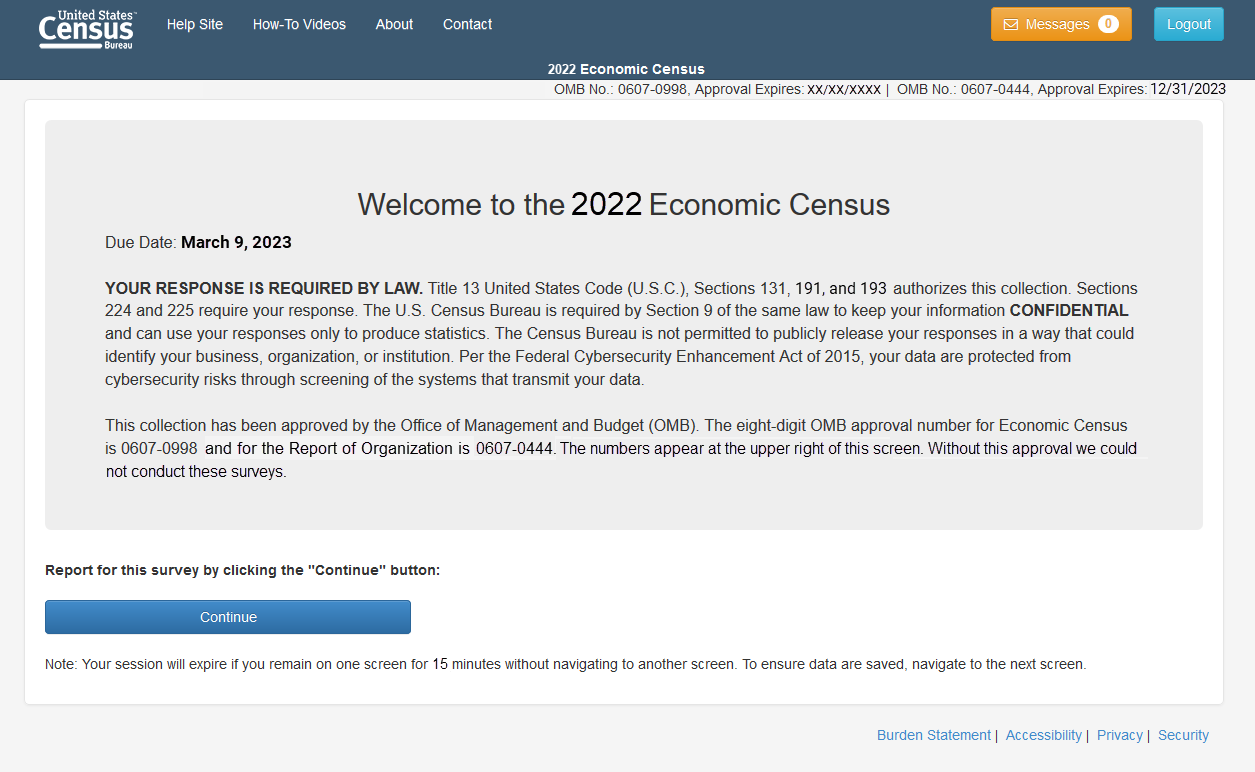 United States™
Census
Bureau
Help Site How-To Videos About Contact
Messages 0
Logout
2022 Economic Census
OMB No.: 0607-0998, Approval Expires: XX/XX/XXXX | OMB No.: 0607-0444, Approval Expires: 12/31/2023
Welcome to the 2022 Economic Census
Due Date: March 9, 2023
YOUR RESPONSE IS REQUIRED BY LAW. Title 13 United States Code (U.S.C.), Sections 131, 191, and 193 authorizes this collection. Sections
224 and 225 require your response. The U.S. Census Bureau is required by Section 9 of the same law to keep your information CONFIDENTIAL
and can use your responses only to produce statistics. The Census Bureau is not permitted to publicly release your responses in a way that could
identify your business, organization, or institution. Per the Federal Cybersecurity Enhancement Act of 2015, your data are protected from
cybersecurity risks through screening of the systems that transmit your data.
This collection has been approved by the Office of Management and Budget (OMB). The eight-digit OMB approval number for Economic Census
is 0607-0998 and for the Report of Organization is 0607-0444. The numbers appear at the upper right of this screen. Without this approval we could
not conduct these surveys.
Report for this survey by clicking the "Continue" button:
Continue
Note: Your session will expire if you remain on one screen for 15 minutes without navigating to another screen. To ensure data are saved, navigate to the next screen.
Burden Statement | Accessibility | Privacy | Security